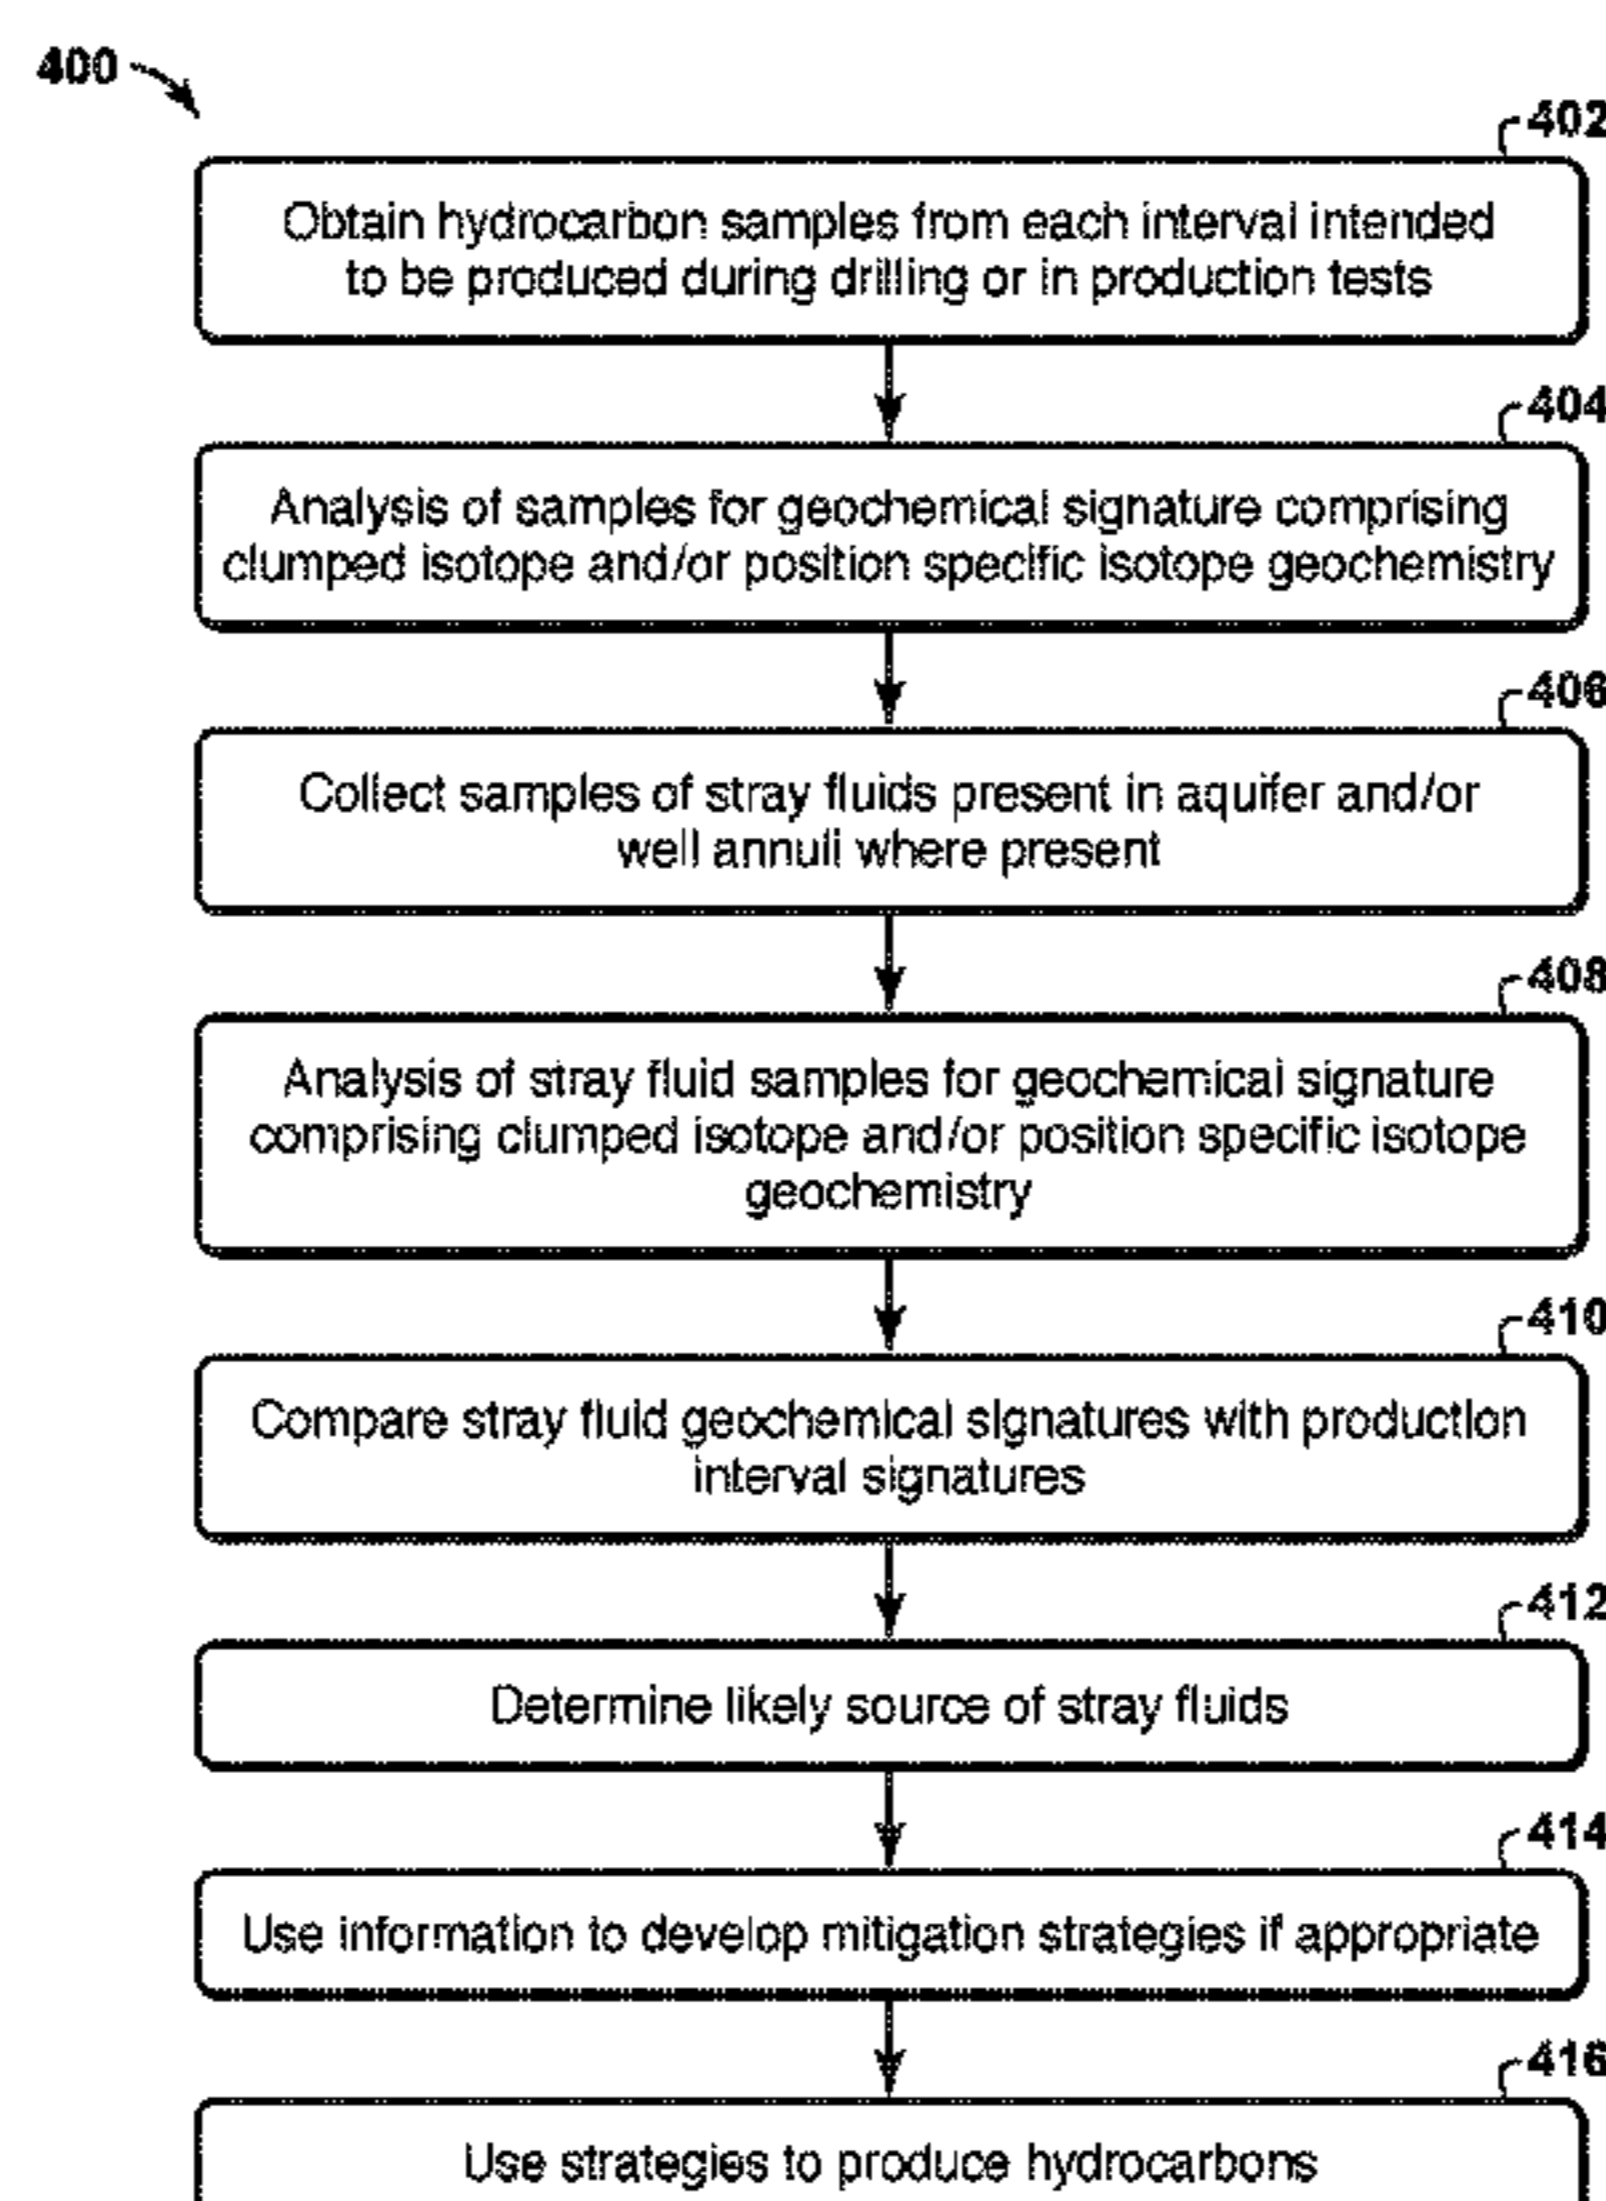 400
402
Obtain hydrocarbon samples from each interval intended
to be produced during drilling or in production tests
404
Analysis of samples for geochemical signature comprising
clumped isotope and/or position specific isotope geochemistry
406
Collect samples of stray fluids present in aquifer and/or
well annuli where present
408
Analysis of stray fluid samples for geochemical signature
comprising clumped isotope and/or position specific isotope
geochemistry
410
Compare stray fluid geochemical signatures with production
interval signatures
412
Determine likely source of stray fluids
414
Use information to develop mitigation strategies if appropriate
416
Use strategies to produce hydrocarbons